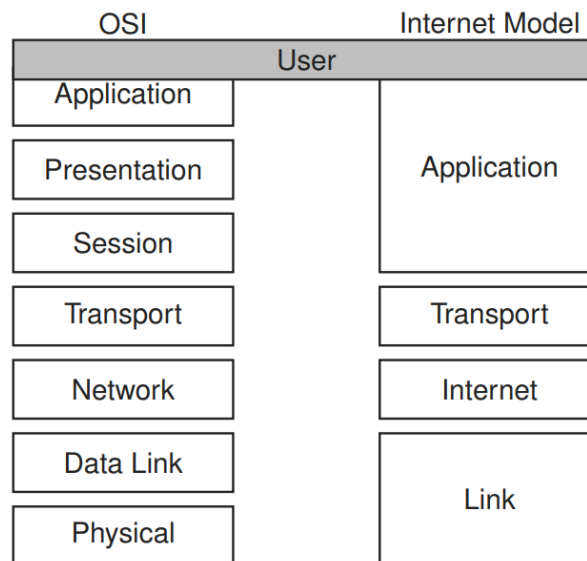 OSI Internet Model
User
Application
Presentation
Session
Transport
Network
Data Link
Physical
Application
Transport
Internet
Link